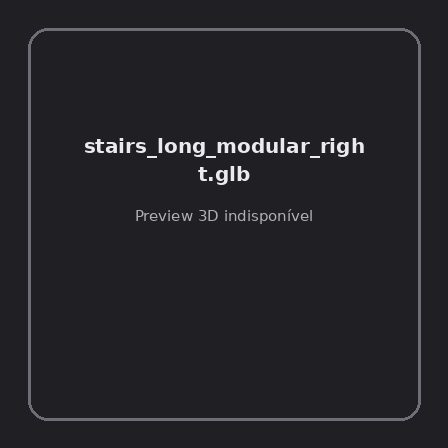 stairs_long_modular_righ
t.glb
Preview 3D indisponível